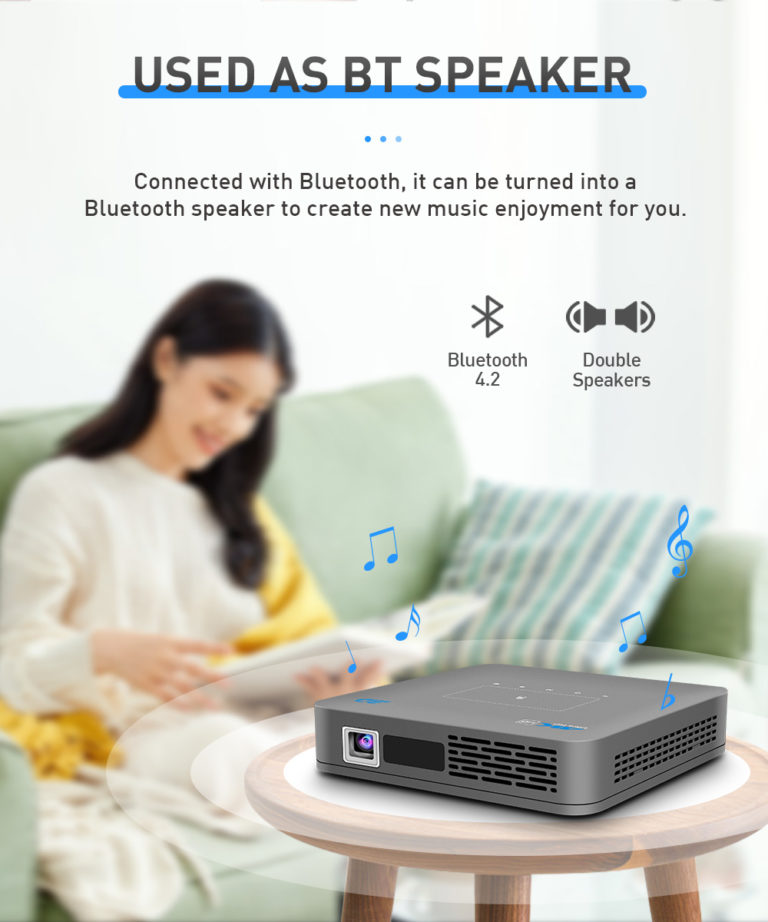 USED AS BT SPEAKER
Connected with Bluetooth, it can be turned into a
Bluetooth speaker to create new music enjoyment for you.
Bluetooth
4.2
Double
Speakers